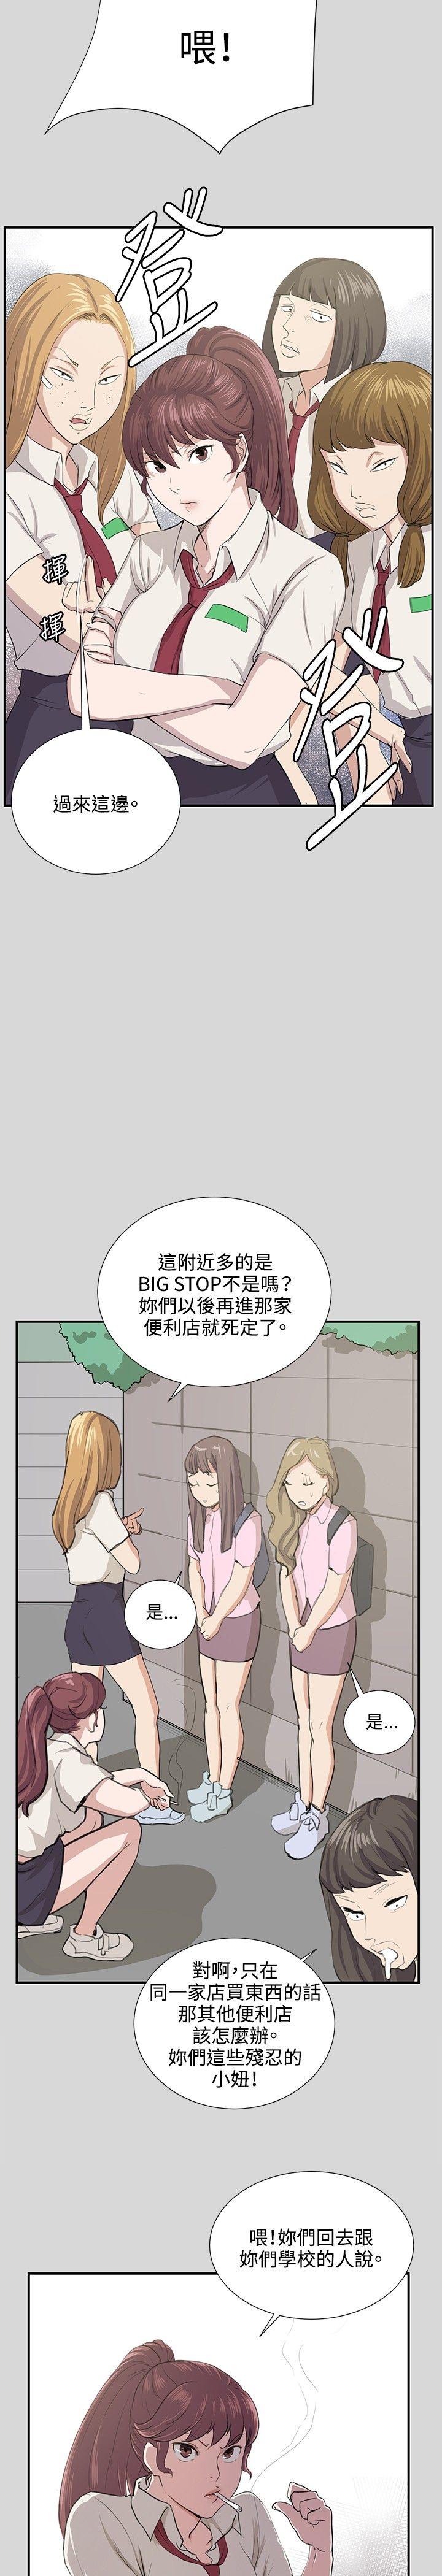 喂！
登
揮
揮
登
過來這邊。
這附近多的是
BIG STOP不是嗎？
妳們以後再進那家
便利店就死定了。
是…
是…
對啊，只在
同一家店買東西的話
那其他便利店
該怎麼辦。
妳們這些殘忍的
小妞！
喂！妳們回去跟
妳們學校的人說。